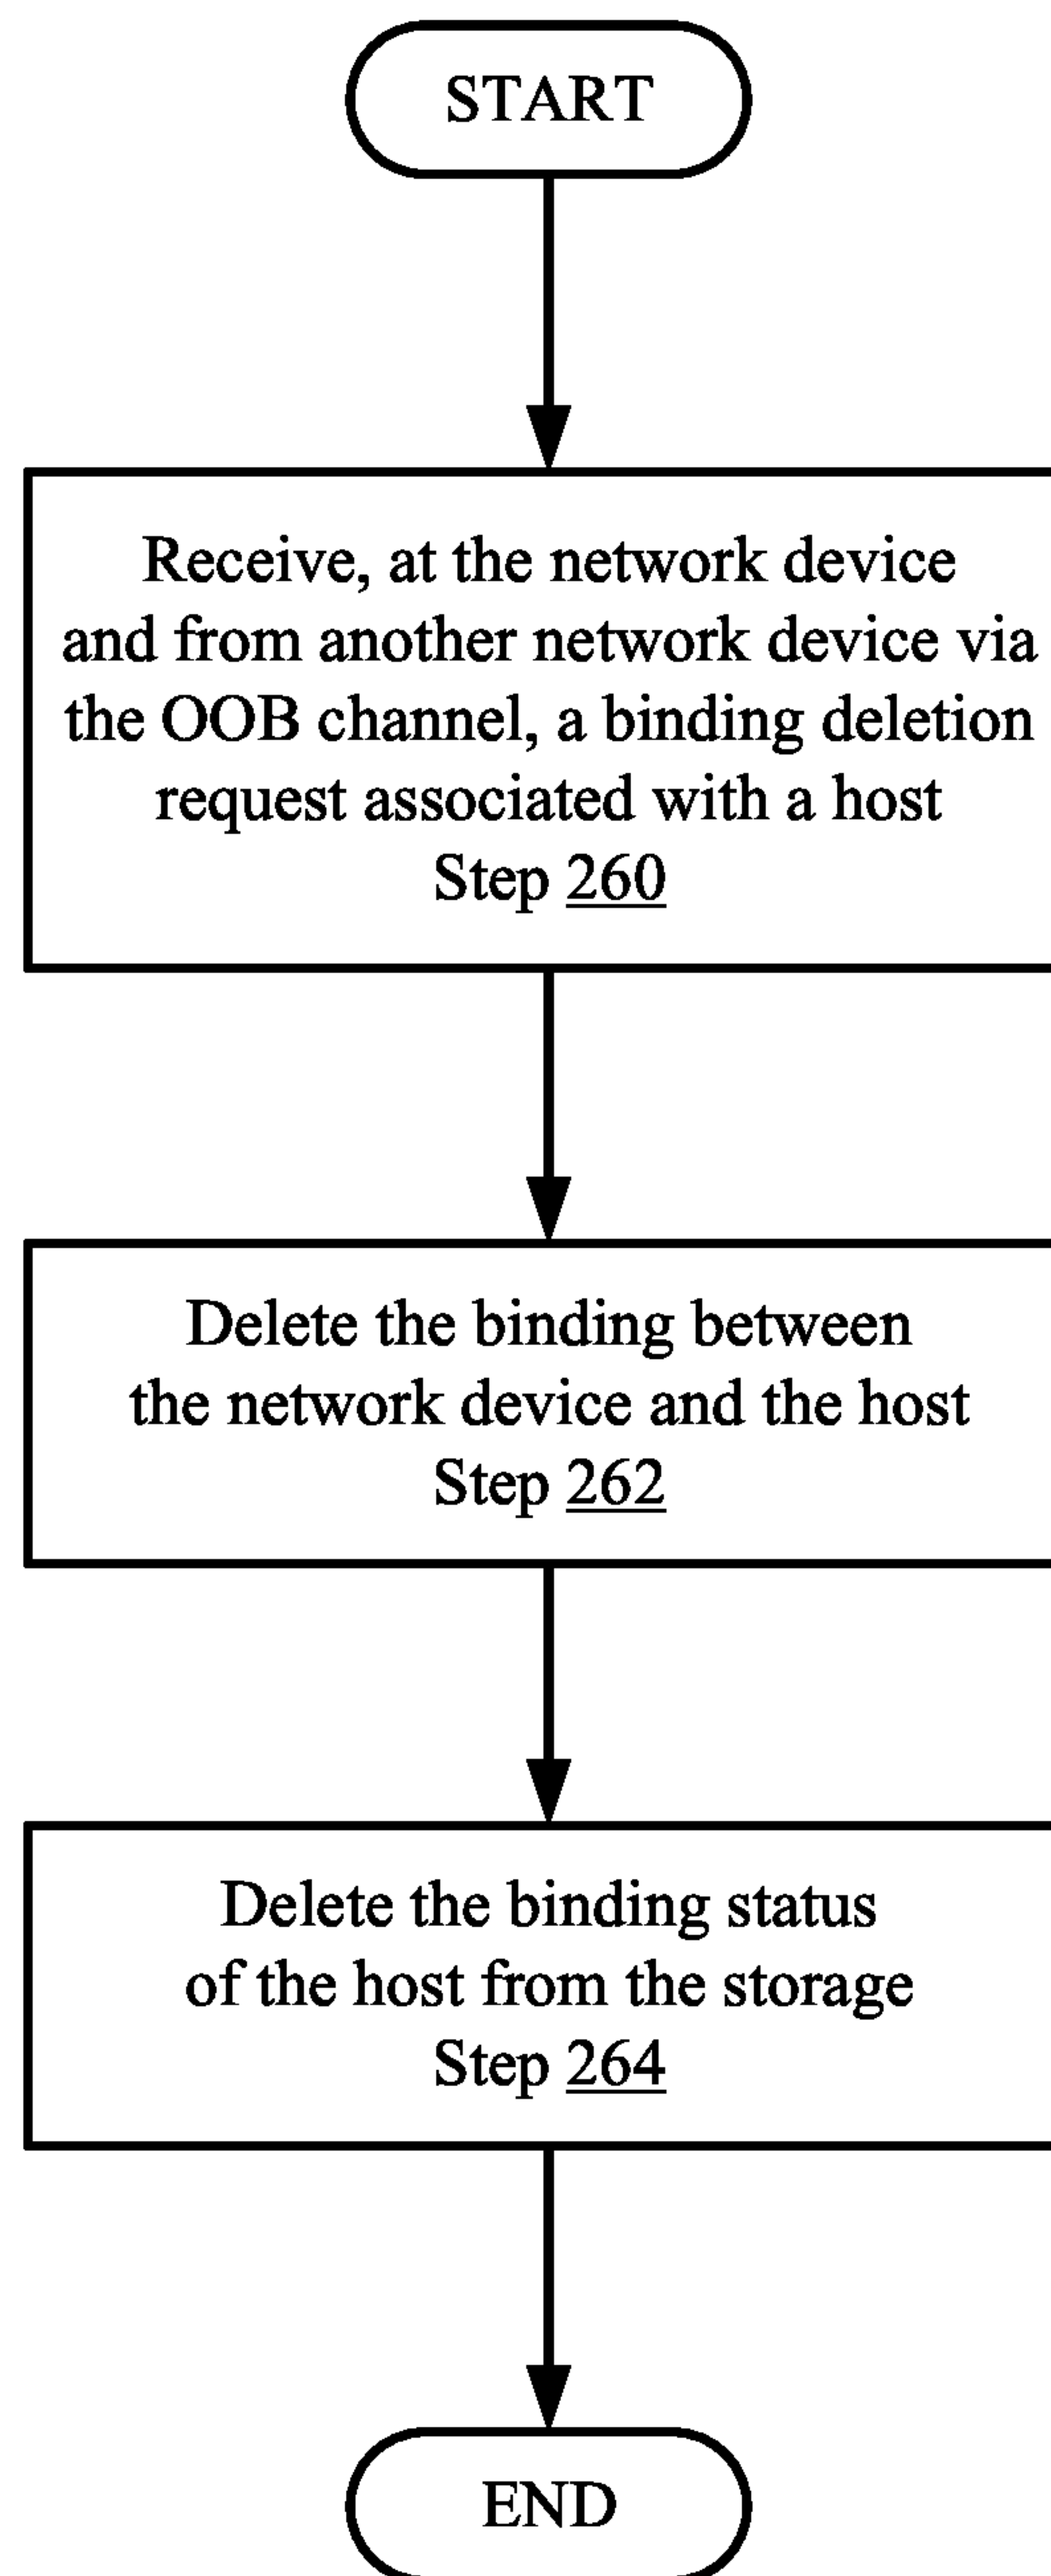 START
Receive, at the network device
and from another network device via
the OOB channel, a binding deletion
request associated with a host
Step 260
Delete the binding between
the network device and the host
Step 262
Delete the binding status
of the host from the storage
Step 264
END